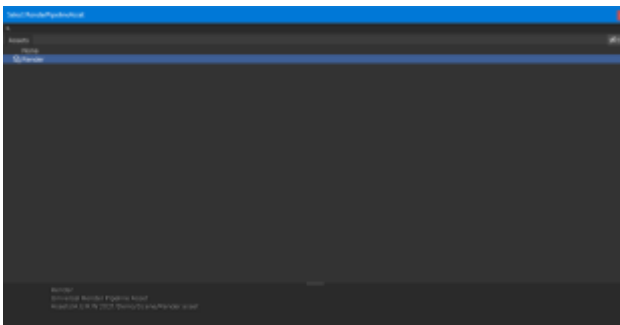 Select RenderPipelineAsset
Assets
None
Render
Render
Universal Render Pipeline Asset